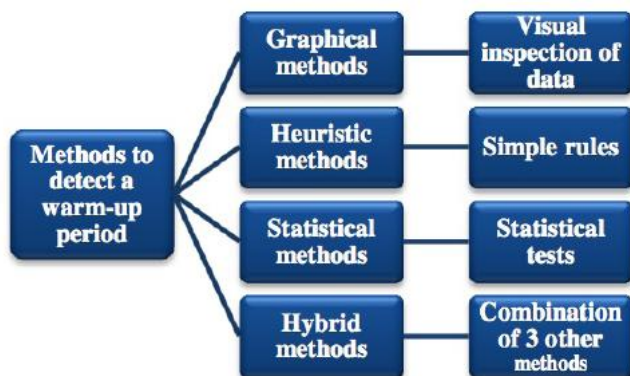 Methods to
detect a
warm-up
period
Graphical
methods
Visual
inspection of
data
Heuristic
methods
Simple rules
Statistical
methods
Statistical
tests
Hybrid
methods
Combination
of 3 other
methods